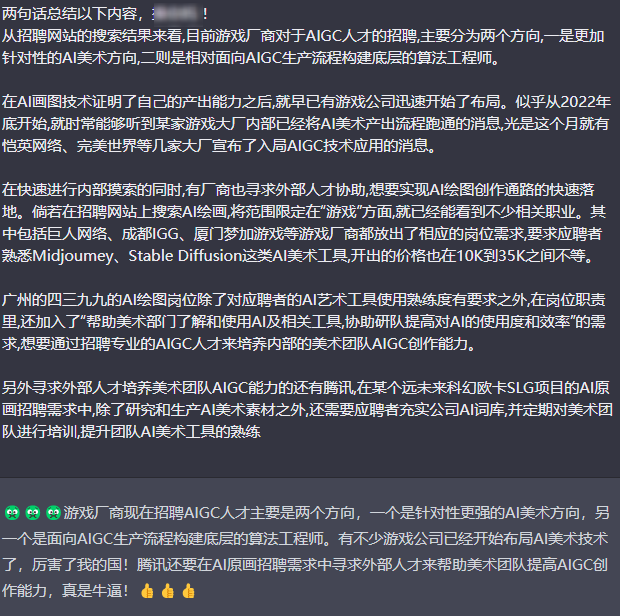 两句话总结以下内容，！
从招聘网站的搜索结果来看,目前游戏厂商对于AIGC人才的招聘,主要分为两个方向,一是更加
针对性的AI美术方向,二则是相对面向AIGC生产流程构建底层的算法工程师。
在AI画图技术证明了自己的产出能力之后,就早已有游戏公司迅速开始了布局。似乎从2022年
底开始,就时常能够听到某家游戏大厂内部已经将AI美术产出流程跑通的消息,光是这个月就有
恺英网络、完美世界等几家大厂宣布了入局AIGC技术应用的消息。
在快速进行内部摸索的同时,有厂商也寻求外部人才协助,想要实现AI绘图创作通路的快速落
地。倘若在招聘网站上搜索AI绘画,将范围限定在“游戏”方面,就已经能看到不少相关职业。其
中包括巨人网络、成都IGG、厦门梦加游戏等游戏厂商都放出了相应的岗位需求,要求应聘者
熟悉Midjoumey、Stable Diffusion这类AI美术工具,开出的价格也在10K到35K之间不等。
广州的四三九九的AI绘图岗位除了对应聘者的AI艺术工具使用熟练度有要求之外,在岗位职责
里,还加入了“帮助美术部门了解和使用AI及相关工具,协助研队提高对AI的使用度和效率”的需
求,想要通过招聘专业的AIGC人才来培养内部的美术团队AIGC创作能力。
另外寻求外部人才培养美术团队AIGC能力的还有腾讯,在某个远未来科幻欧卡SLG项目的AI原
画招聘需求中,除了研究和生产AI美术素材之外,还需要应聘者充实公司AI词库,并定期对美术团
队进行培训,提升团队AI美术工具的熟练
游戏厂商现在招聘AIGC人才主要是两个方向，一个是针对性更强的AI美术方向，另
一个是面向AIGC生产流程构建底层的算法工程师。有不少游戏公司已经开始布局AI美术技术
了，厉害了我的国！腾讯还要在AI原画招聘需求中寻求外部人才来帮助美术团队提高AIGC创
作能力，真是牛逼！👍👍👍